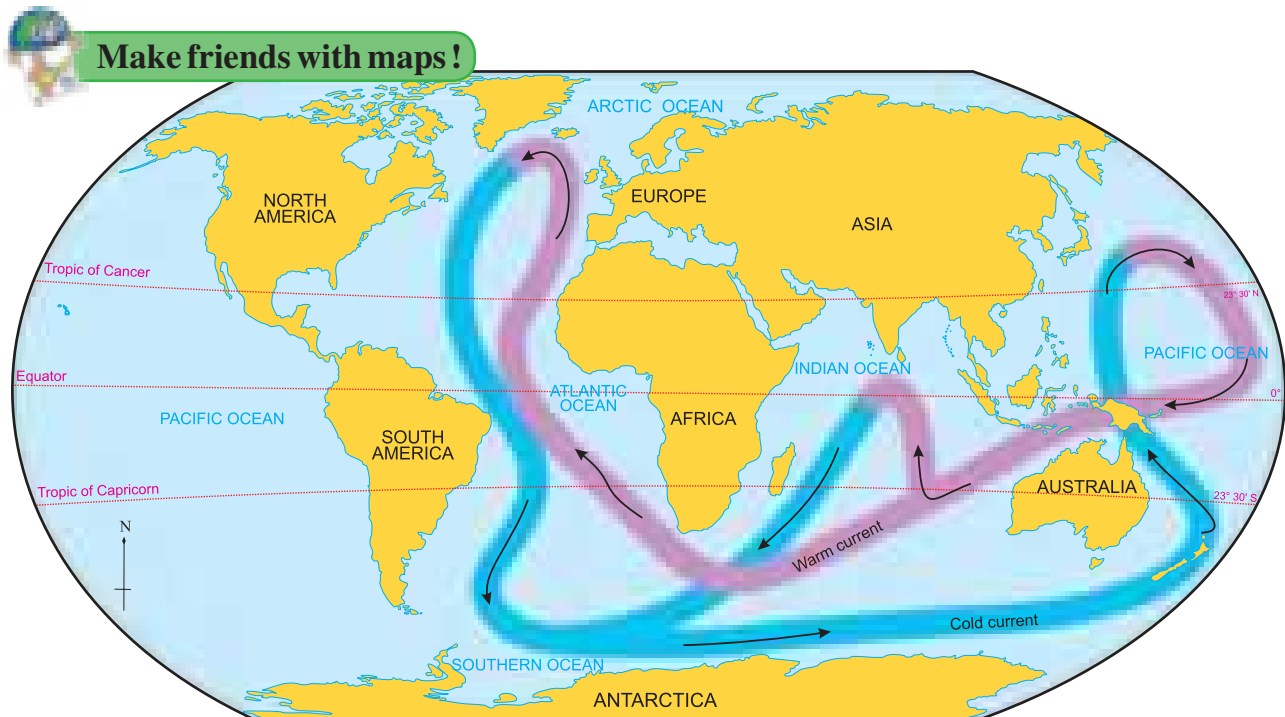 Make friends with maps !
ARCTIC OCEAN
NORTH
AMERICA
EUROPE
ASIA
Tropic of Cancer
23° 30' N
PACIFIC OCEAN
INDIAN OCEAN
Equator
0°
ATLANTIC
OCEAN
PACIFIC OCEAN
AFRICA
SOUTH
AMERICA
Tropic of Capricorn
AUSTRALIA
23° 30' S
N
Warm current
Cold current
SOUTHERN OCEAN
ANTARCTICA